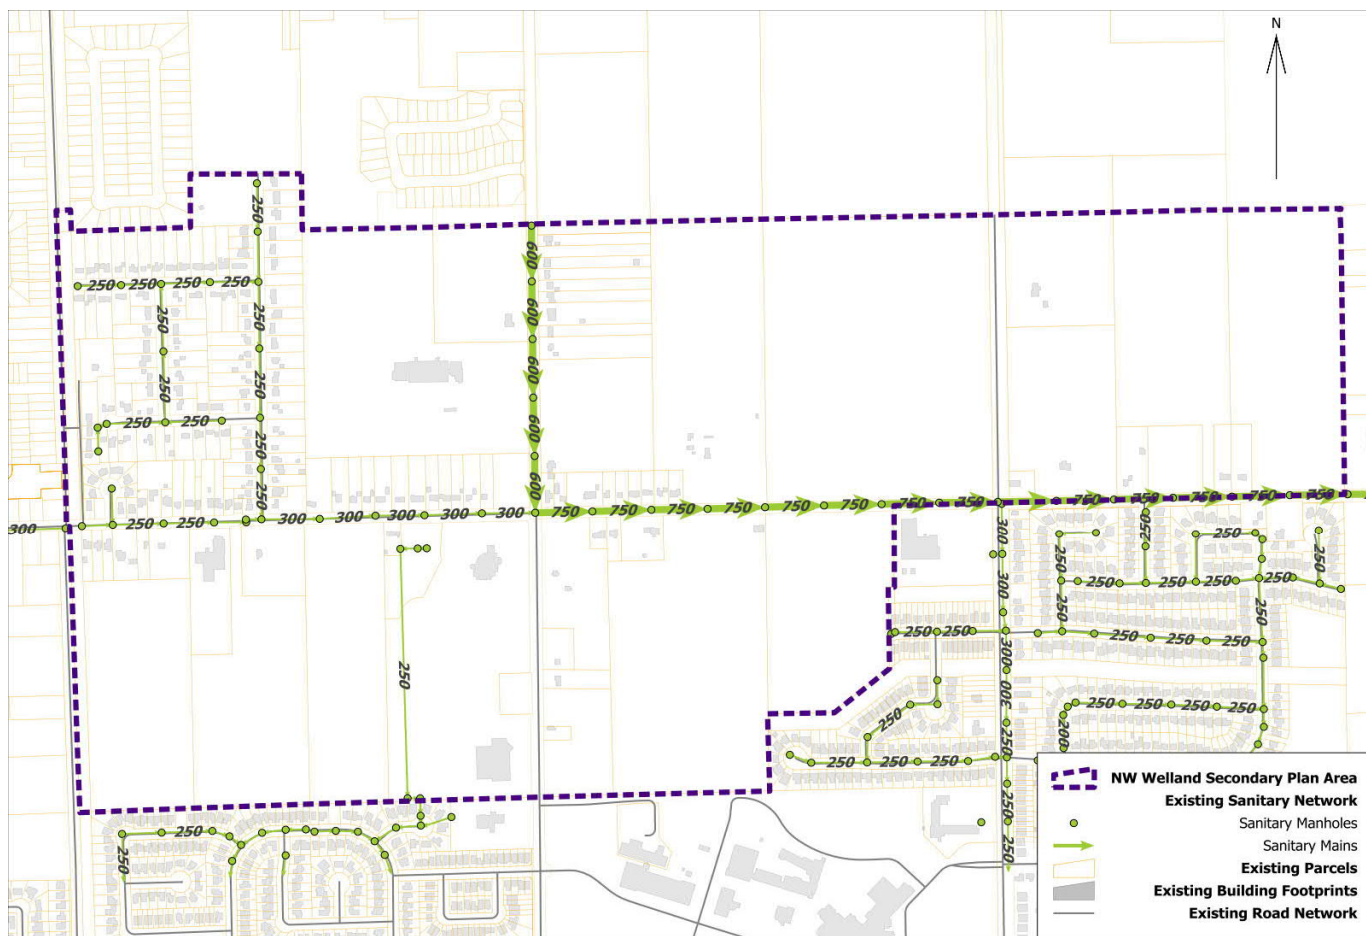 N
250
250
250 250 250 250
250
250
600
600
600
600
600
250
250
250 250
250
250
300
250 250
300 300 300 300 300
750 750 750 750 750 750 750 750
750 750 750 750 750
300
300
300
300
250
250
250
250
250
250
250 250
250 250
250
250
250
250 250 250
250
250 250 250
250 250 250 250
200
250
250
250
250
250
250
NW Welland Secondary Plan Area
Existing Sanitary Network
Sanitary Manholes
Sanitary Mains
Existing Parcels
Existing Building Footprints
Existing Road Network